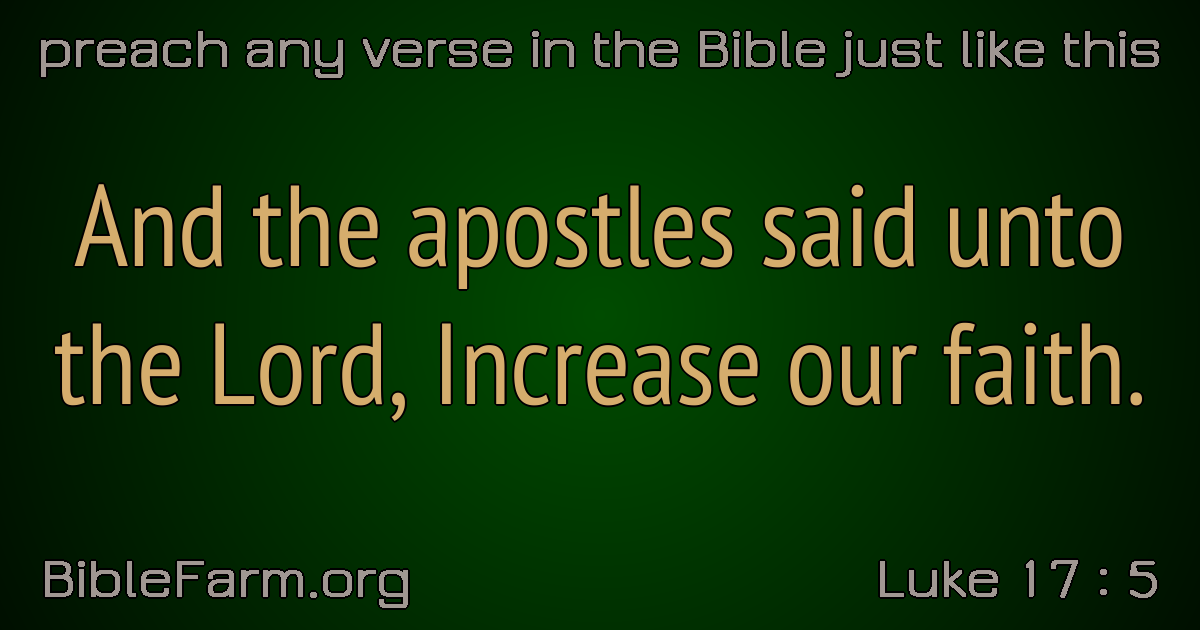 preach any verse in the Bible just like this
And the apostles said unto
the Lord, Increase our faith.
BibleFarm.org
Luke 17 : 5